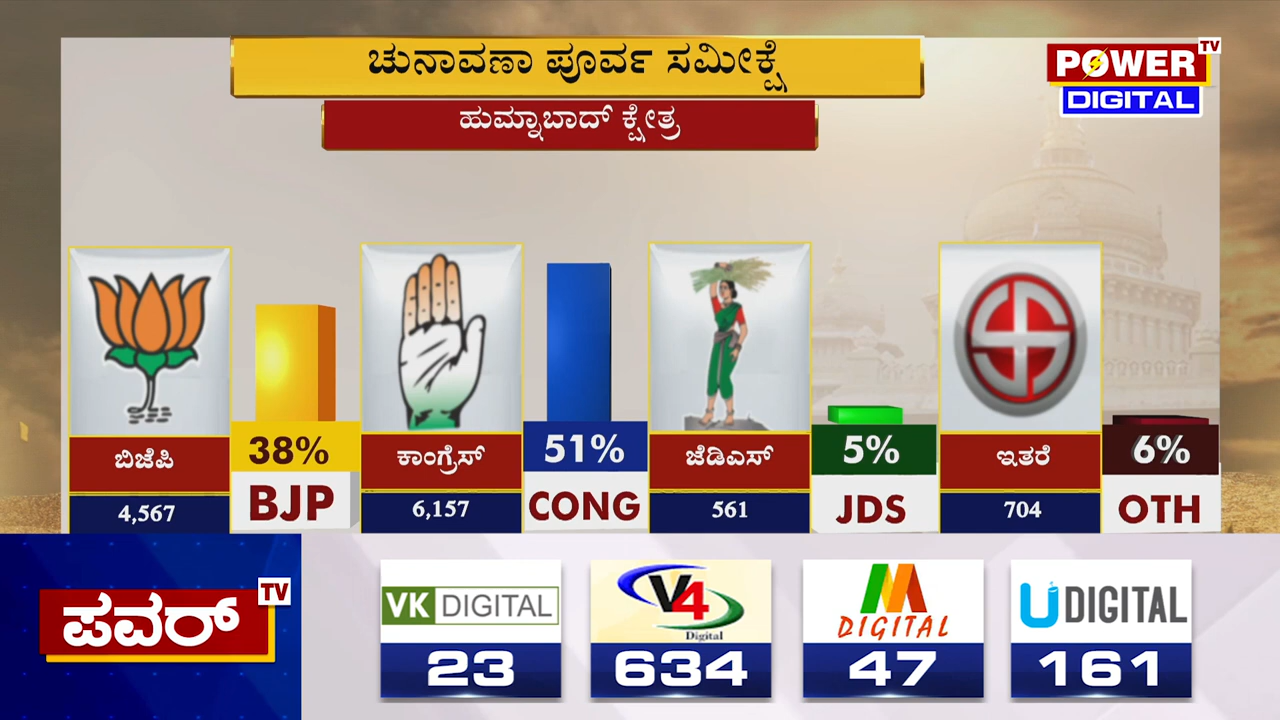 ಚುನಾವಣಾ ಪೂರ್ವ ಸಮೀಕ್ಷೆ
ಹುಮ್ನಾಬಾದ್ ಕ್ಷೇತ್ರ
POWER TV
DIGITAL
ಬಿಜೆಪಿ
4,567
38%
BJP
ಕಾಂಗ್ರೆಸ್
6,157
51%
CONG
ಜೆಡಿಎಸ್
561
5%
JDS
ಇತರೆ
704
6%
OTH
ಪವರ್ TV
VK DIGITAL
23
V4
Digital
634
M
DIGITAL
47
U DIGITAL
161